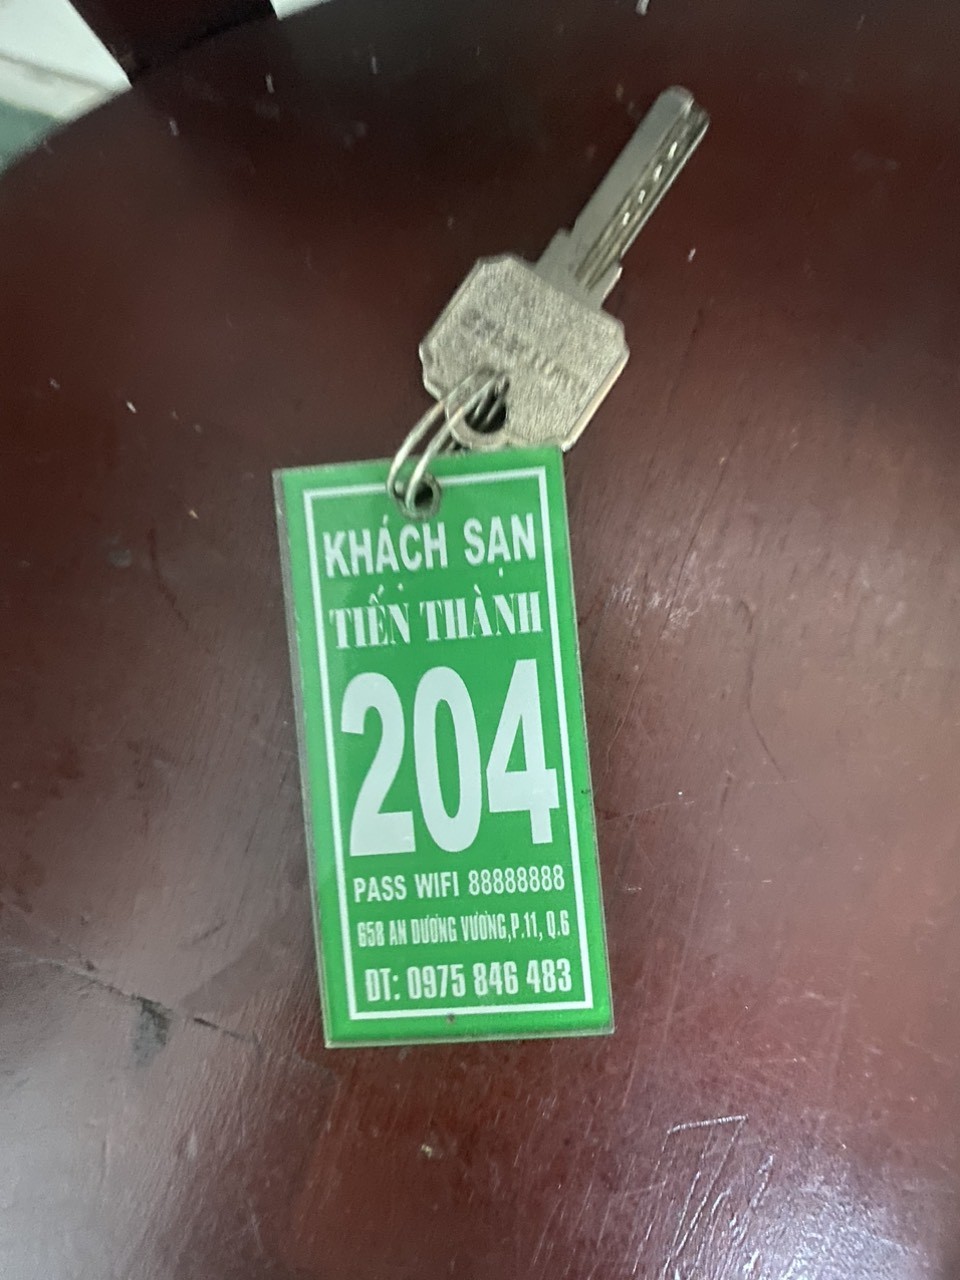 KHÁCH SẠN
TIẾN THÀNH
204
PASS WIFI 88888888
658 AN DƯƠNG VƯƠNG,P.11, Q.6
ĐT: 0975 846 483